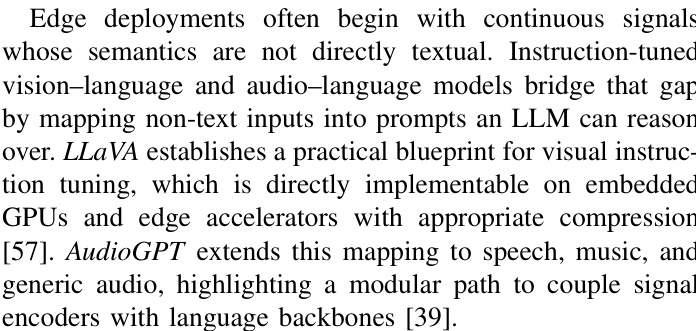 Edge deployments often begin with continuous signals
whose semantics are not directly textual. Instruction-tuned
vision–language and audio–language models bridge that gap
by mapping non-text inputs into prompts an LLM can reason
over. LLaVA establishes a practical blueprint for visual instruc-
tion tuning, which is directly implementable on embedded
GPUs and edge accelerators with appropriate compression
[57]. AudioGPT extends this mapping to speech, music, and
generic audio, highlighting a modular path to couple signal
encoders with language backbones [39].